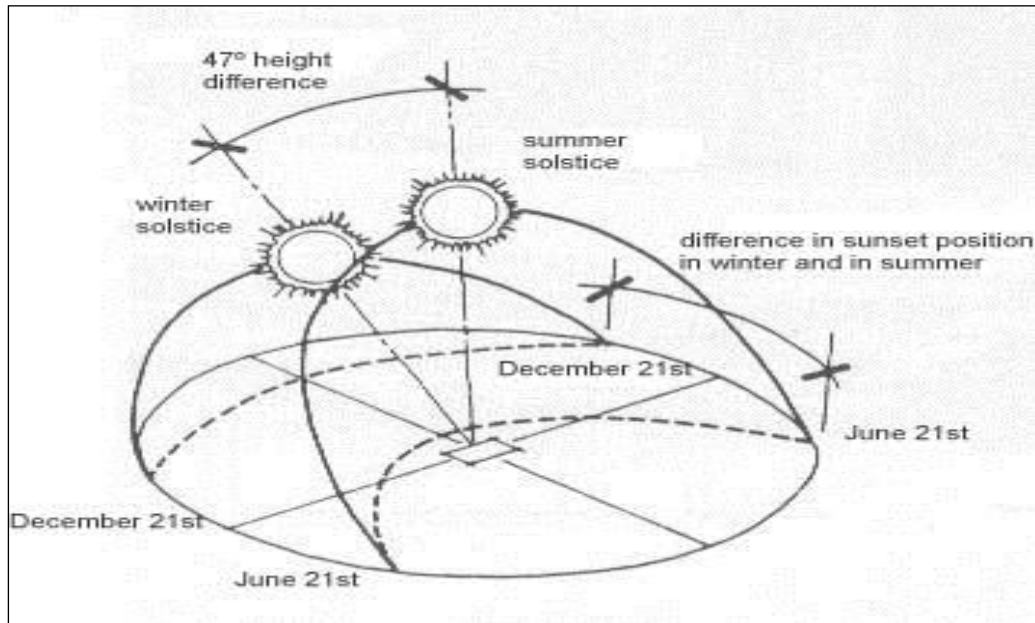 47º height
difference
summer
solstice
winter
solstice
difference in sunset position
in winter and in summer
December 21st
June 21st
December 21st
June 21st